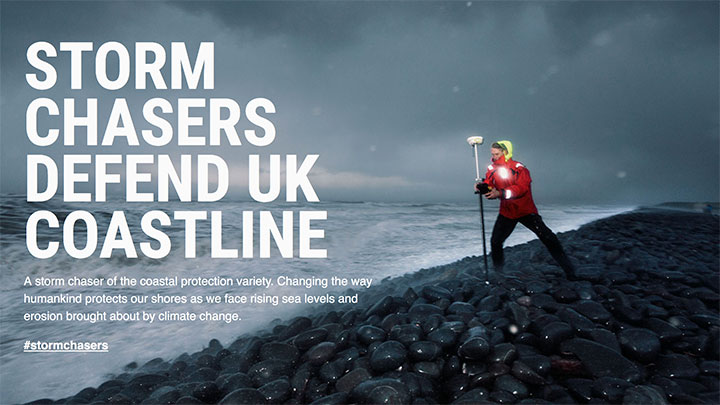 STORM
CHASERS
DEFEND UK
COASTLINE
A storm chaser of the coastal protection variety. Changing the way
humankind protects our shores as we face rising sea levels and
erosion brought about by climate change.
#stormchasers